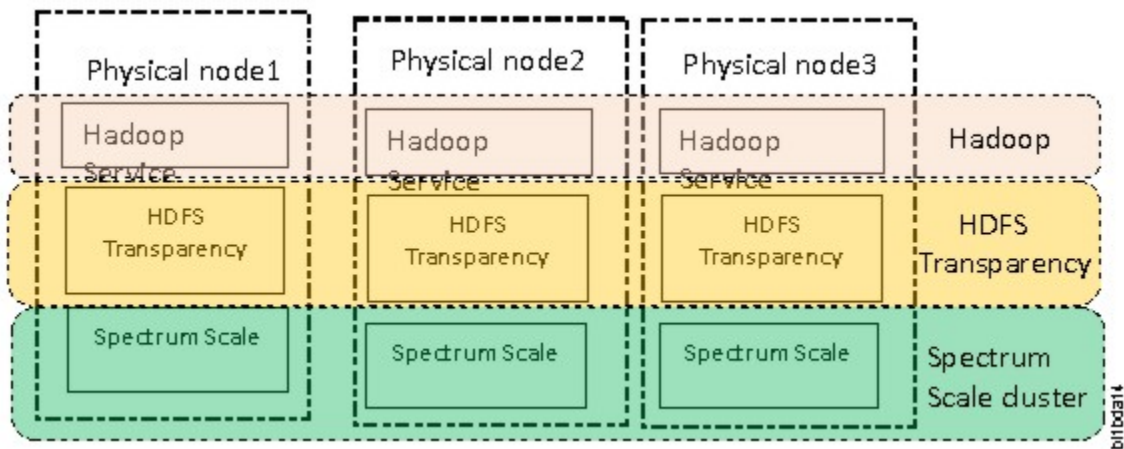 Physical node1
Physical node2
Physical node3
Hadoop
Service
Hadoop
Service
Hadoop
Service
Hadoop
HDFS
Transparency
HDFS
Transparency
HDFS
Transparency
HDFS
Transparency
Spectrum Scale
Spectrum Scale
Spectrum Scale
Spectrum
Scale cluster
bl1bda14